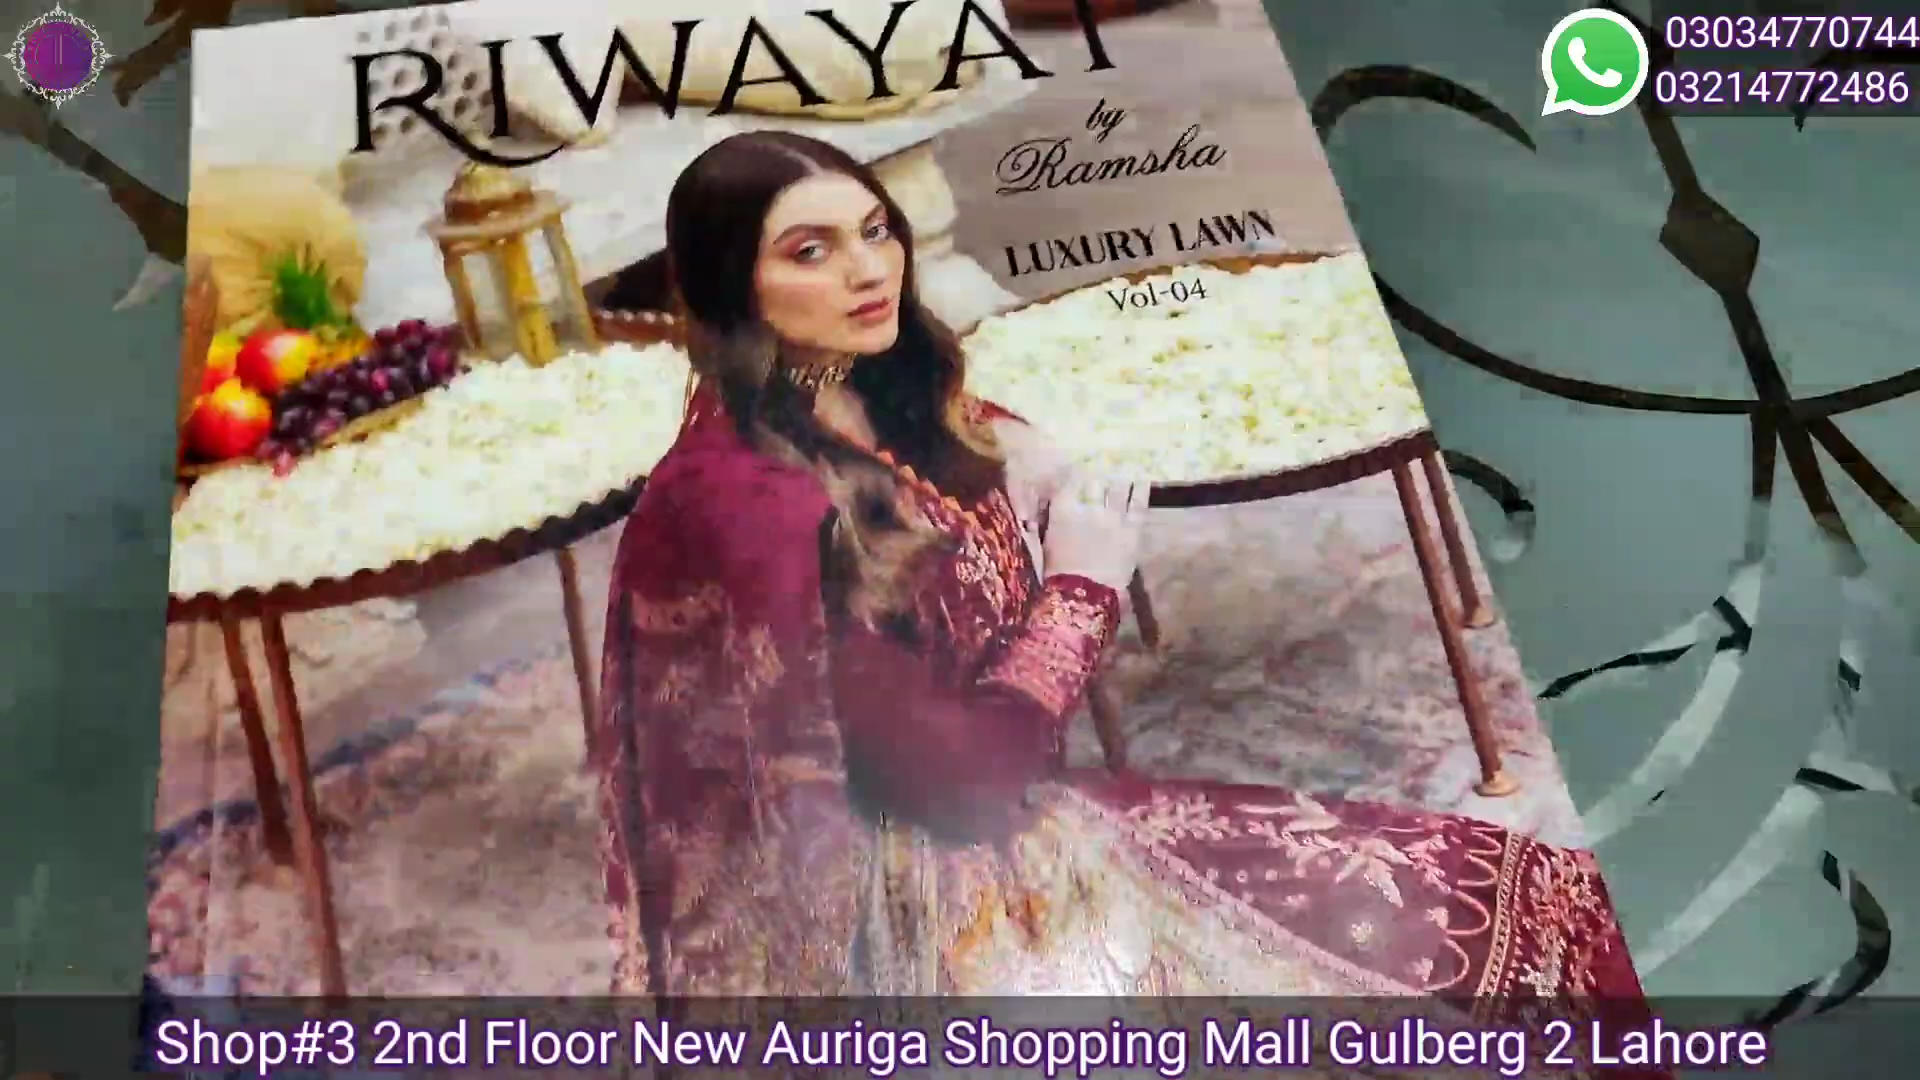 RIWAYAT
by
Ramsha
LUXURY LAWN
Vol-04
03034770744
03214772486
Shop#3 2nd Floor New Auriga Shopping Mall Gulberg 2 Lahore